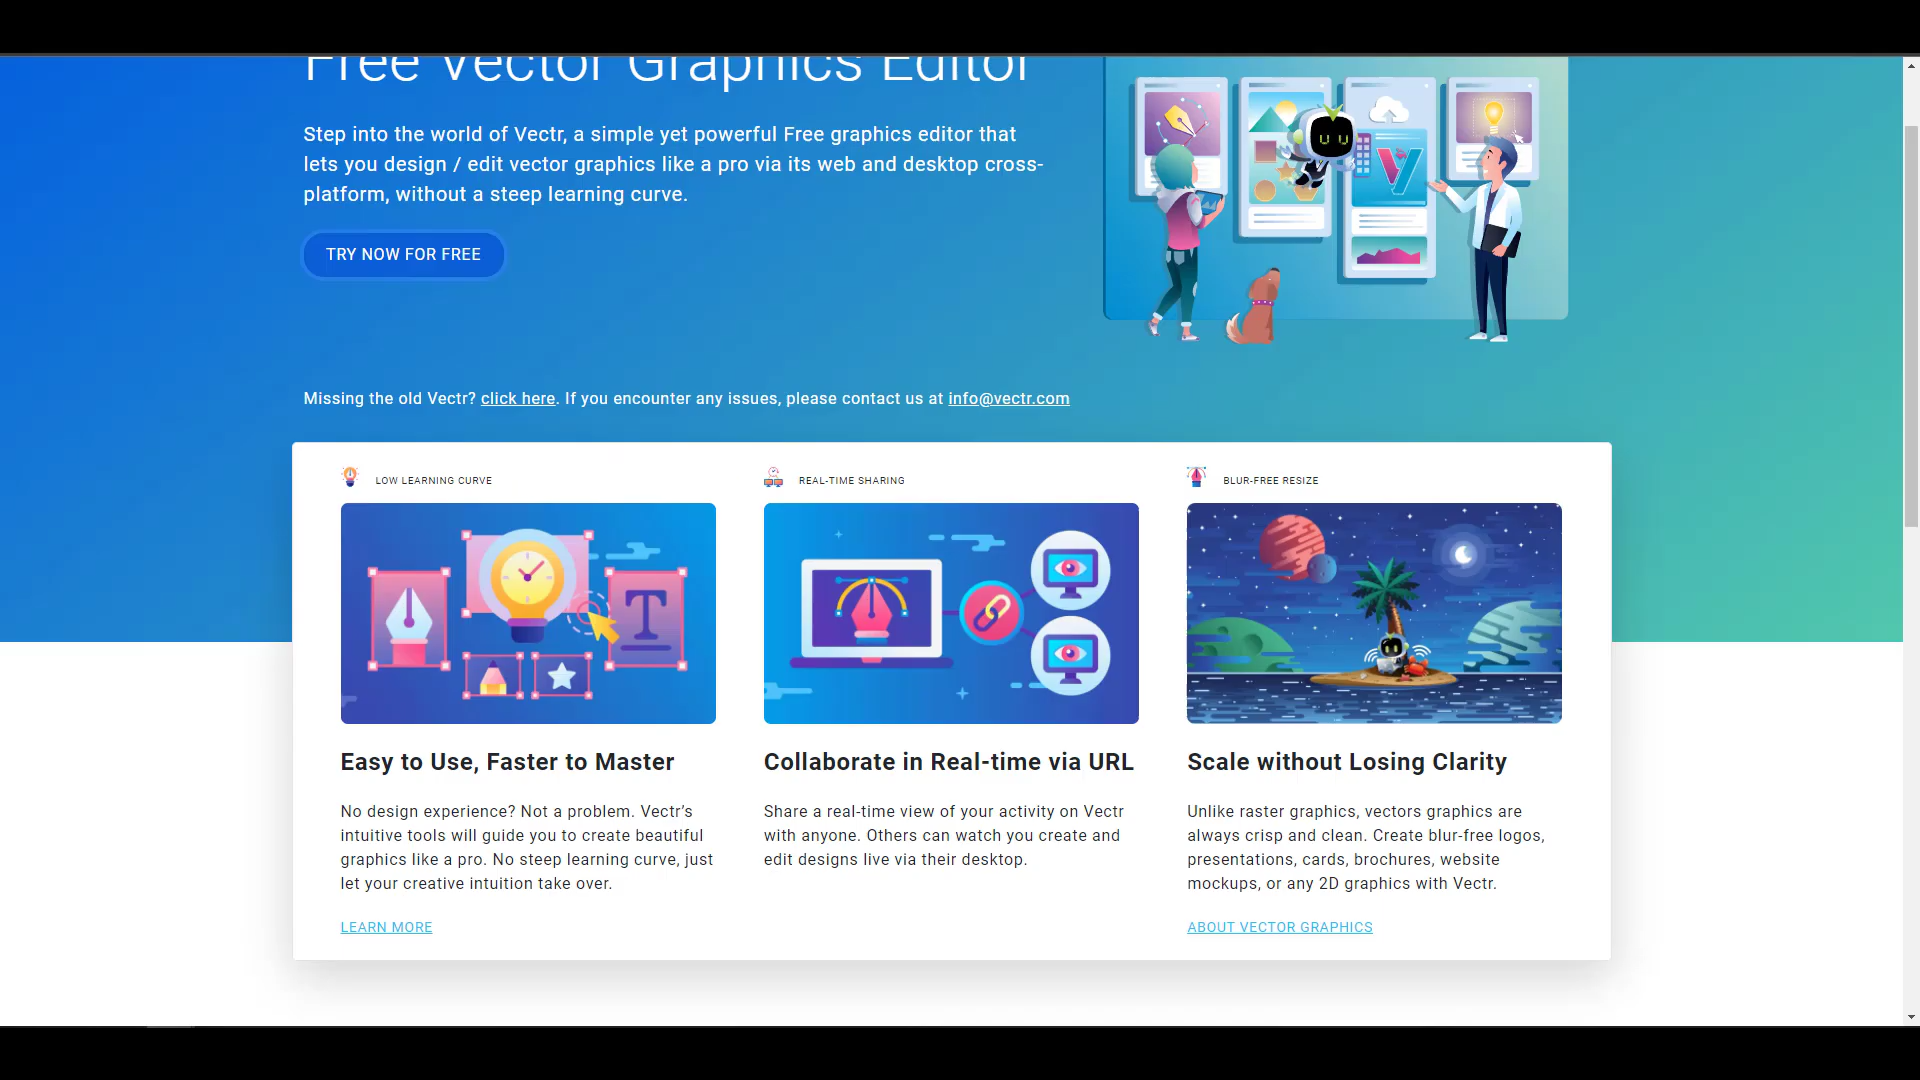 Free Vector Graphics Editor
Step into the world of Vectr, a simple yet powerful Free graphics editor that
lets you design / edit vector graphics like a pro via its web and desktop cross-
platform, without a steep learning curve.
TRY NOW FOR FREE
Missing the old Vectr? click here. If you encounter any issues, please contact us at info@vectr.com
LOW LEARNING CURVE
T
Easy to Use, Faster to Master
No design experience? Not a problem. Vectr’s
intuitive tools will guide you to create beautiful
graphics like a pro. No steep learning curve, just
let your creative intuition take over.
LEARN MORE
REAL-TIME SHARING
Collaborate in Real-time via URL
Share a real-time view of your activity on Vectr
with anyone. Others can watch you create and
edit designs live via their desktop.
BLUR-FREE RESIZE
Scale without Losing Clarity
Unlike raster graphics, vectors graphics are
always crisp and clean. Create blur-free logos,
presentations, cards, brochures, website
mockups, or any 2D graphics with Vectr.
ABOUT VECTOR GRAPHICS